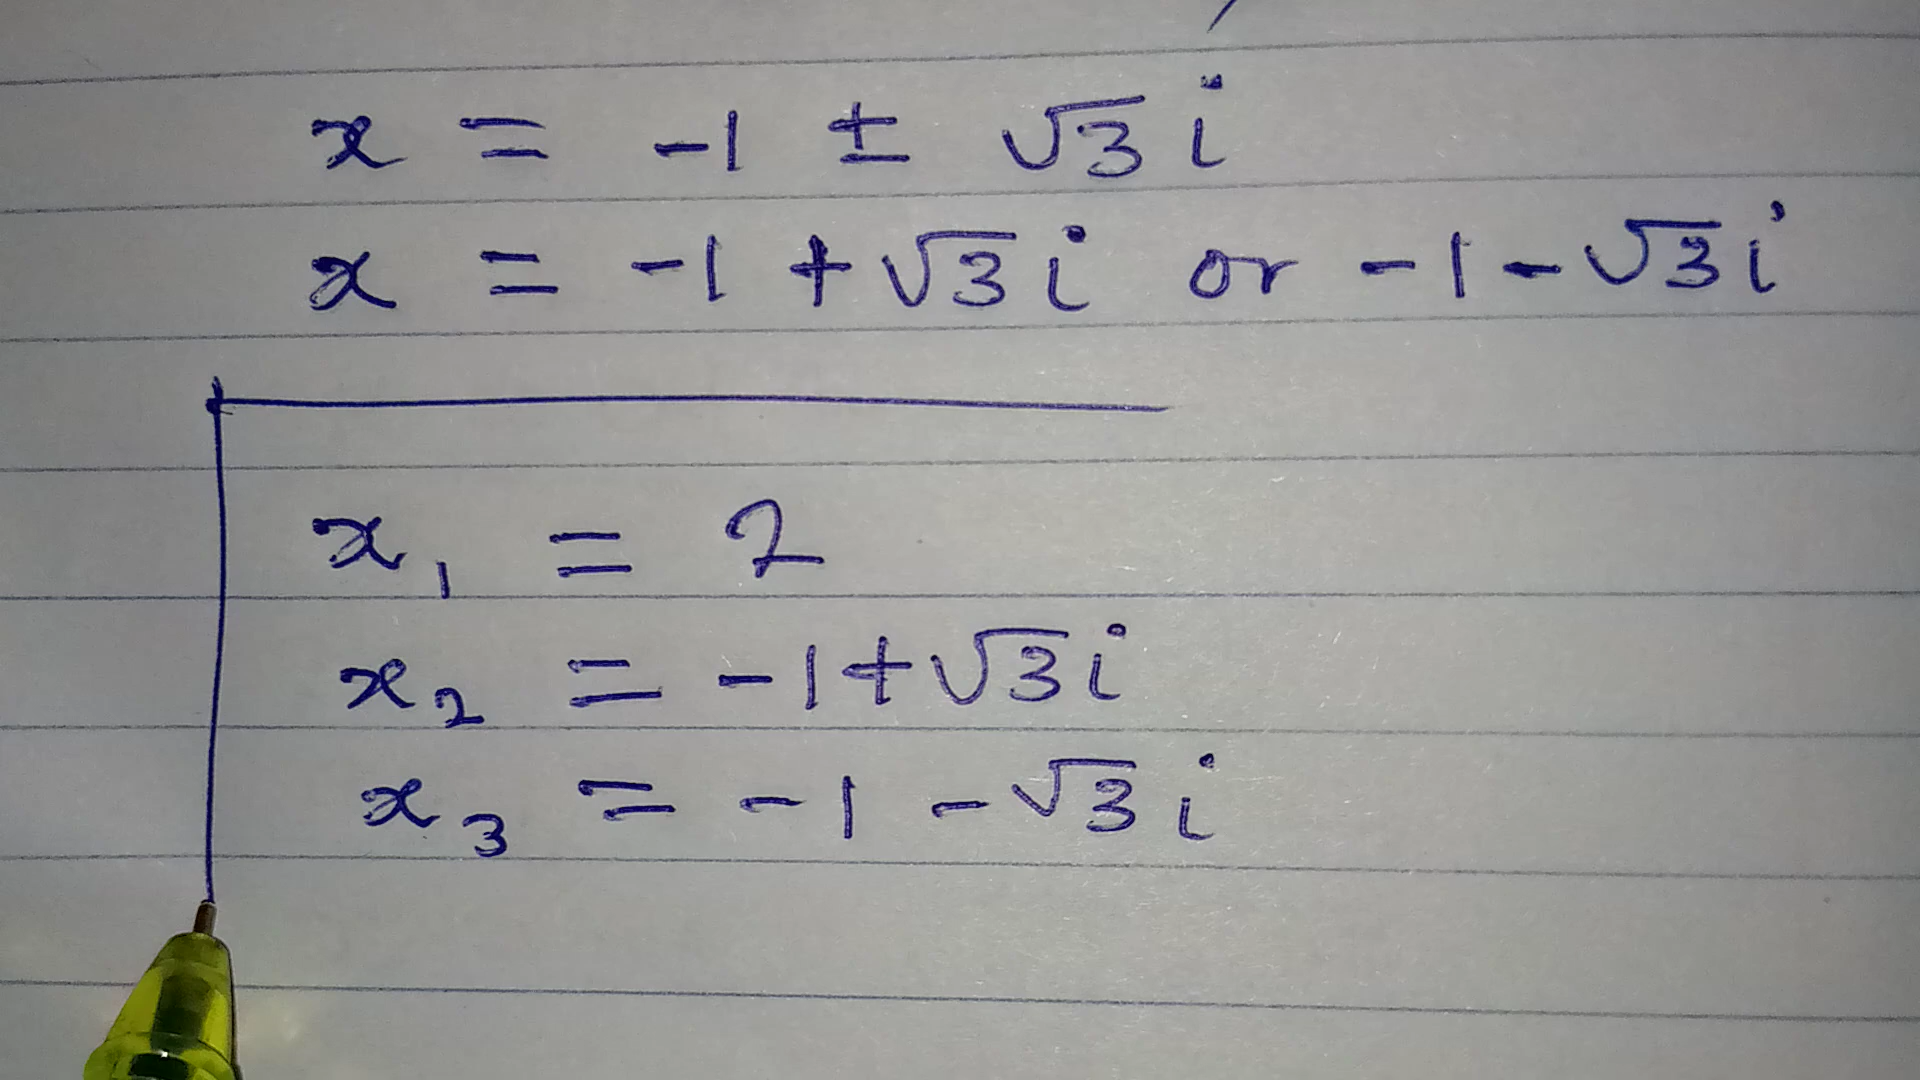 x = -1 ± √3 i
x = -1 + √3 i or -1 - √3 i
x₁ = 2
x₂ = -1 + √3 i
x₃ = -1 - √3 i